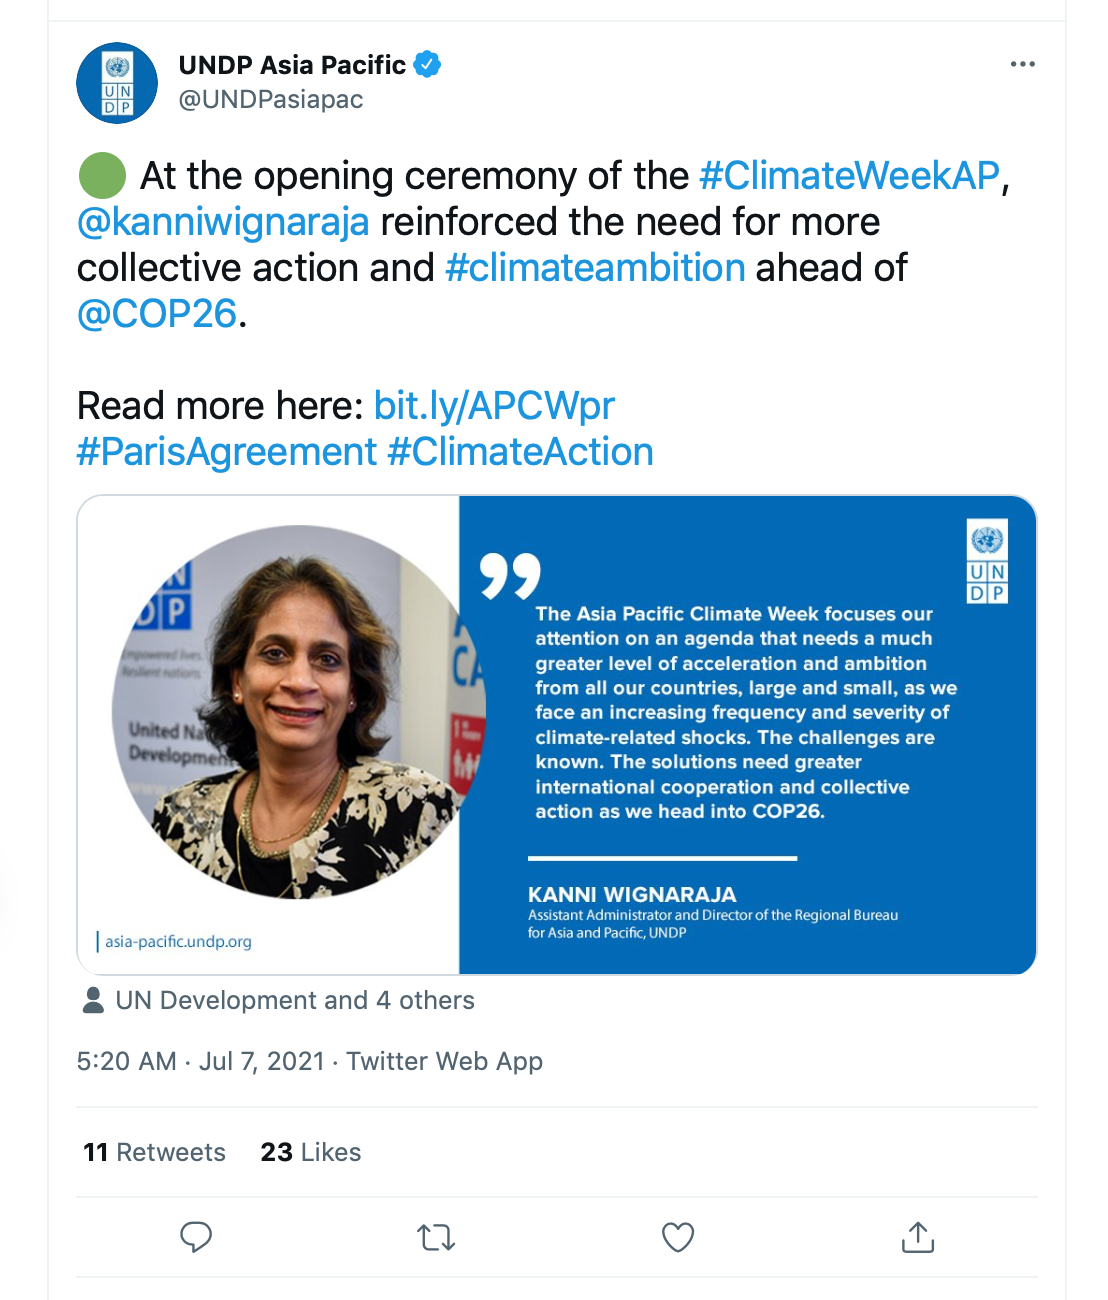 UN
DP
UNDP Asia Pacific
@UNDPasiapac
At the opening ceremony of the #ClimateWeekAP,
@kanniwignaraja reinforced the need for more
collective action and #climateambition ahead of
@COP26.
Read more here: bit.ly/APCWpr
#ParisAgreement #ClimateAction
N
DP
Empowered lives.
Resilient nations.
United Na
Development
CA
1
”
UN
DP
The Asia Pacific Climate Week focuses our
attention on an agenda that needs a much
greater level of acceleration and ambition
from all our countries, large and small, as we
face an increasing frequency and severity of
climate-related shocks. The challenges are
known. The solutions need greater
international cooperation and collective
action as we head into COP26.
KANNI WIGNARAJA
Assistant Administrator and Director of the Regional Bureau
for Asia and Pacific, UNDP
asia-pacific.undp.org
UN Development and 4 others
5:20 AM · Jul 7, 2021 · Twitter Web App
11 Retweets 23 Likes